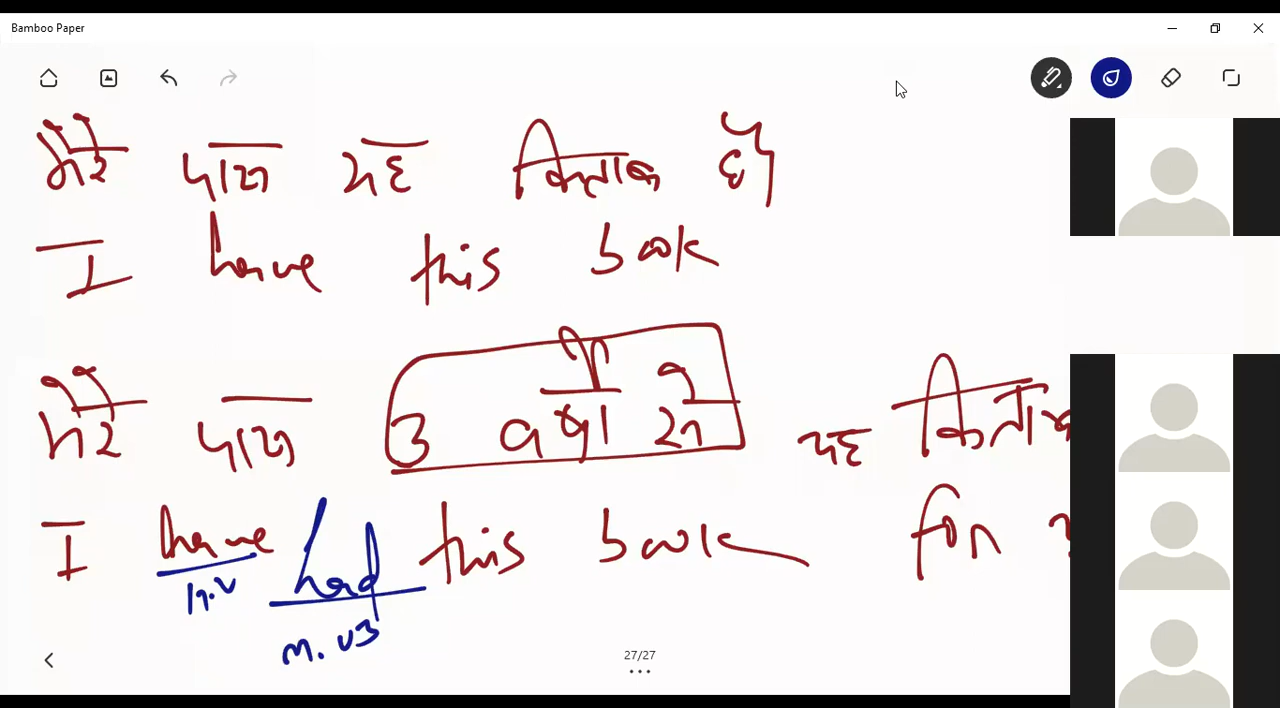 Bamboo Paper
मेरे पास यह किताब है
I have this book
मेरे पास 3 वर्षों से यह किताब
I have had this book for
h.v
m. v3
27/27